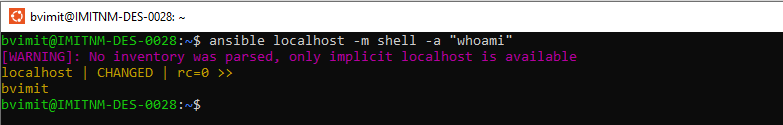 bvimit@IMITNM-DES-0028: ~
bvimit@IMITNM-DES-0028:~$ ansible localhost -m shell -a "whoami"
[WARNING]: No inventory was parsed, only implicit localhost is available
localhost | CHANGED | rc=0 >>
bvimit
bvimit@IMITNM-DES-0028:~$